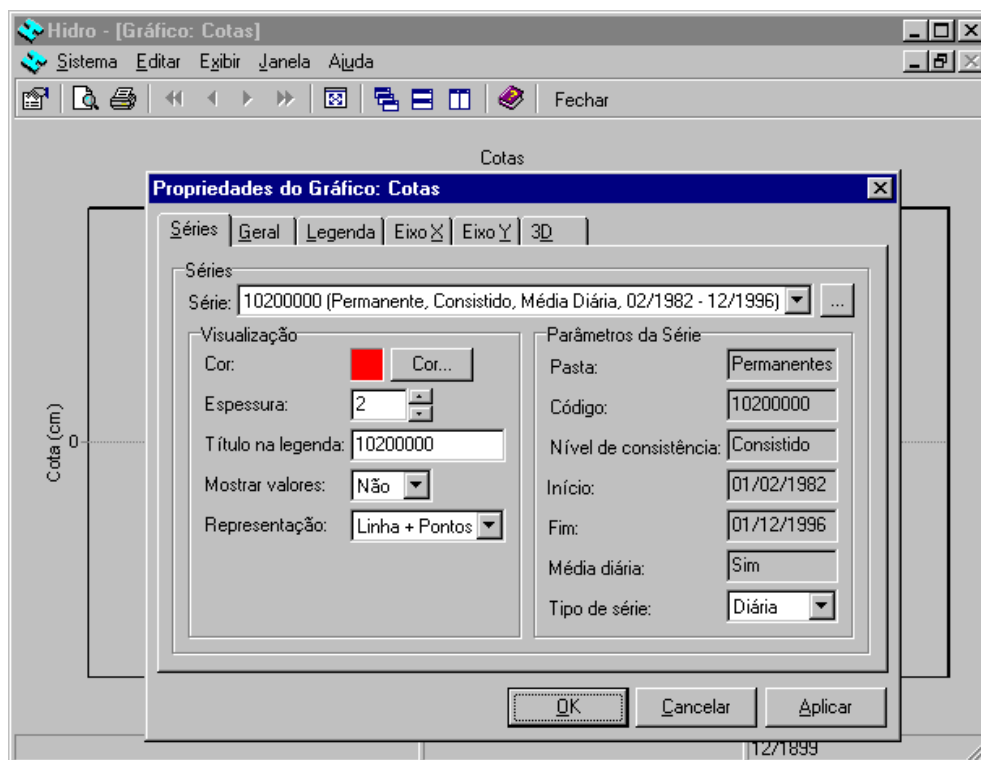 Hidro - [Gráfico: Cotas]
Sistema Editar Exibir Janela Ajuda
Fechar
Cotas
Propriedades do Gráfico: Cotas
Séries Geral Legenda Eixo X Eixo Y 3D
Séries
Série: 10200000 (Permanente, Consistido, Média Diária, 02/1982 - 12/1996) ...
Visualização
Cor: Cor...
Espessura: 2
Título na legenda: 10200000
Mostrar valores: Não
Representação: Linha + Pontos
Parâmetros da Série
Pasta: Permanentes
Código: 10200000
Nível de consistência: Consistido
Início: 01/02/1982
Fim: 01/12/1996
Média diária: Sim
Tipo de série: Diária
Cota (cm)
0
OK Cancelar Aplicar
12/1899